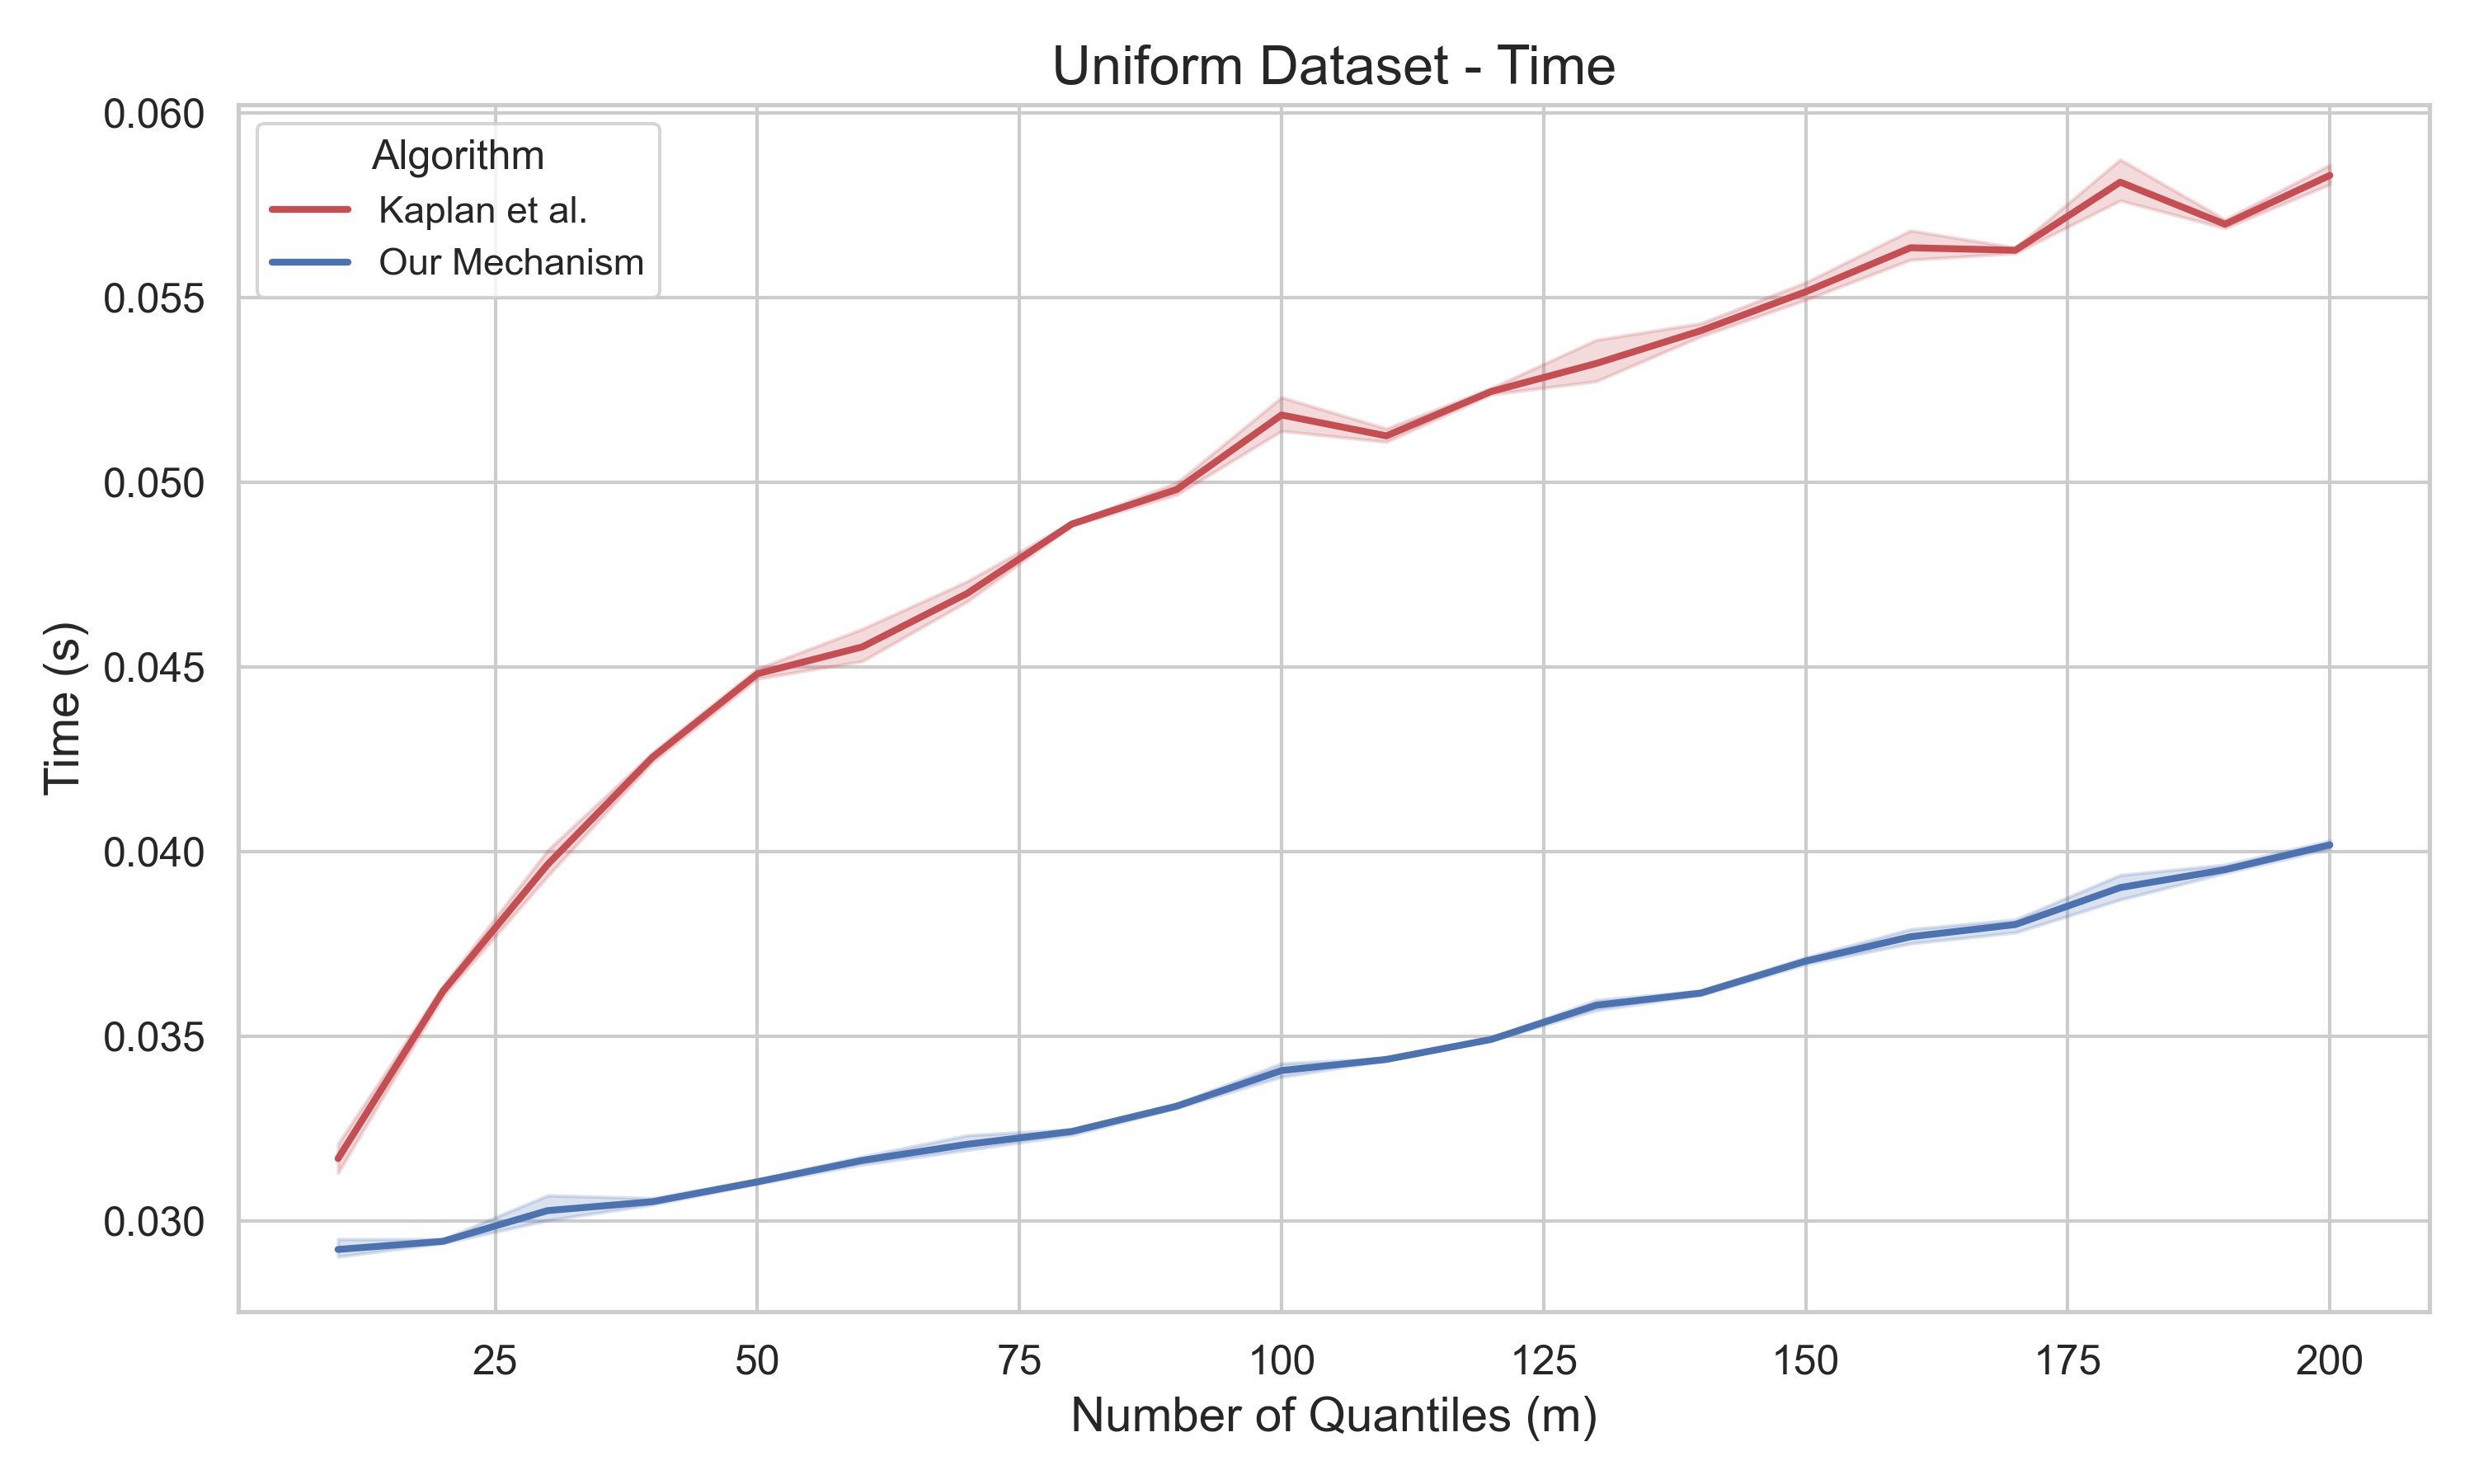 Uniform Dataset - Time
0.060
0.055
0.050
0.045
0.040
0.035
0.030
Time (s)
Algorithm
Kaplan et al.
Our Mechanism
25 50 75 100 125 150 175 200
Number of Quantiles (m)